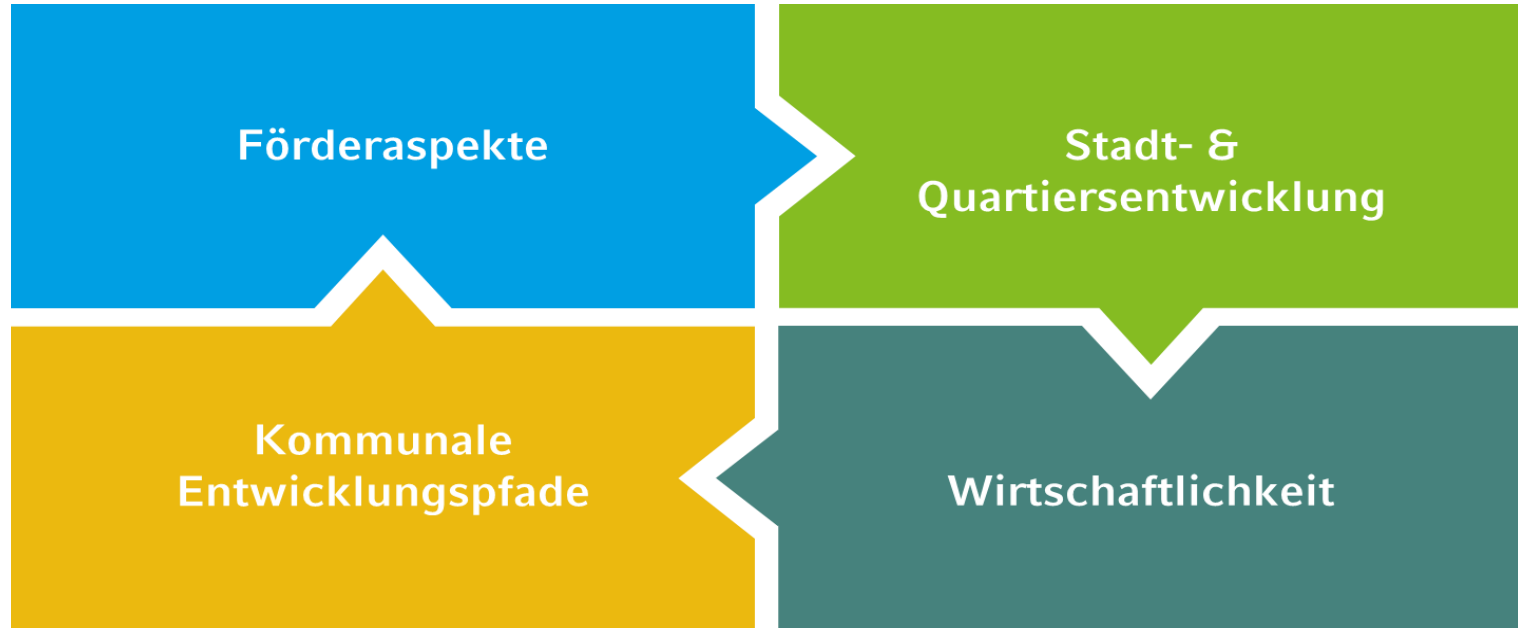 Förderaspekte
Stadt- &
Quartiersentwicklung
Kommunale
Entwicklungspfade
Wirtschaftlichkeit